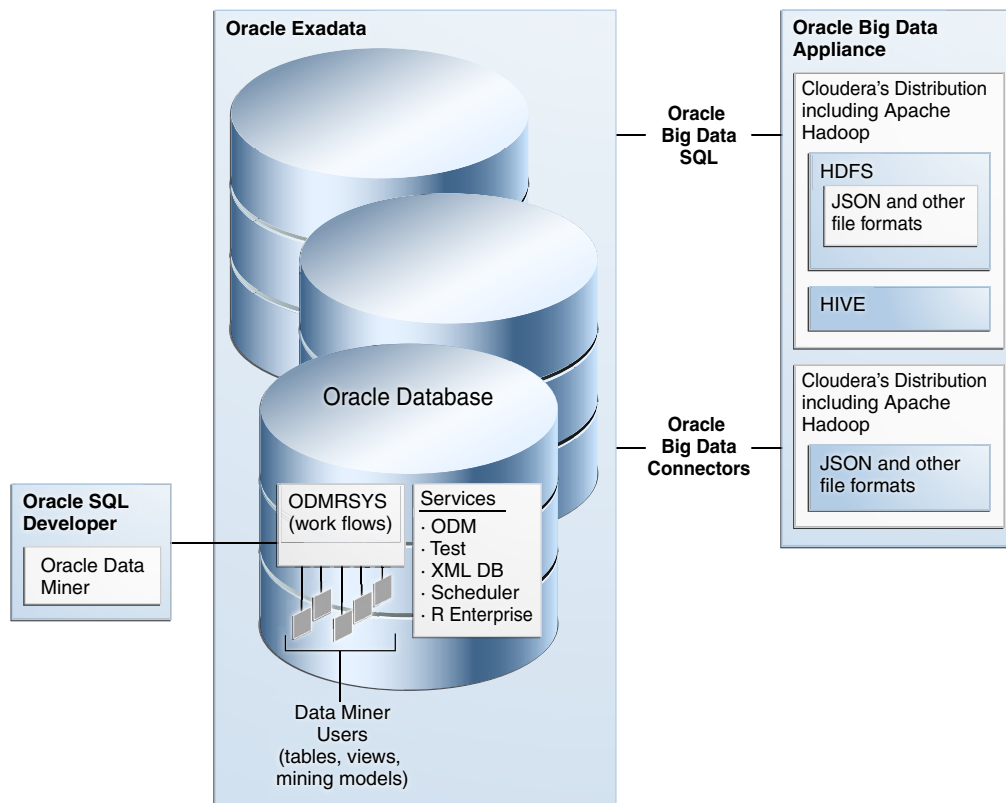 Oracle Exadata
Oracle Database
ODMRSYS
(work flows)
Services
· ODM
· Test
· XML DB
· Scheduler
· R Enterprise
Data Miner
Users
(tables, views,
mining models)
Oracle SQL
Developer
Oracle Data
Miner
Oracle
Big Data
SQL
Oracle
Big Data
Connectors
Oracle Big Data
Appliance
Cloudera's Distribution
including Apache
Hadoop
HDFS
JSON and other
file formats
HIVE
Cloudera's Distribution
including Apache
Hadoop
JSON and other
file formats